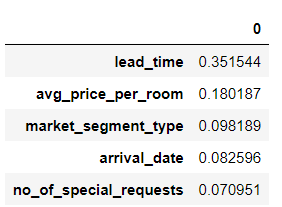 0
lead_time 0.351544
avg_price_per_room 0.180187
market_segment_type 0.098189
arrival_date 0.082596
no_of_special_requests 0.070951